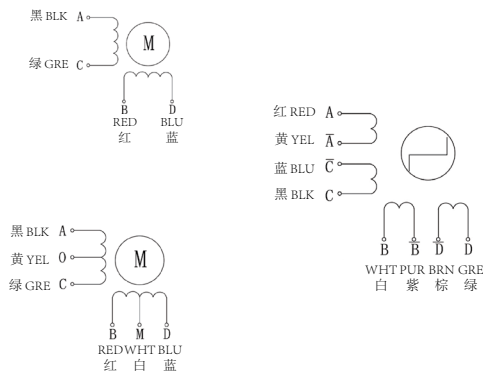 黑 BLK A
M
绿 GRE C
B D
RED BLU
红 蓝
红 RED A
黄 YEL A̅
蓝 BLU C̅
黑 BLK C
B B̅ D̅ D
WHT PUR BRN GRE
白 紫 棕 绿
黑 BLK A
黄 YEL O
M
绿 GRE C
B M D
RED WHT BLU
红 白 蓝